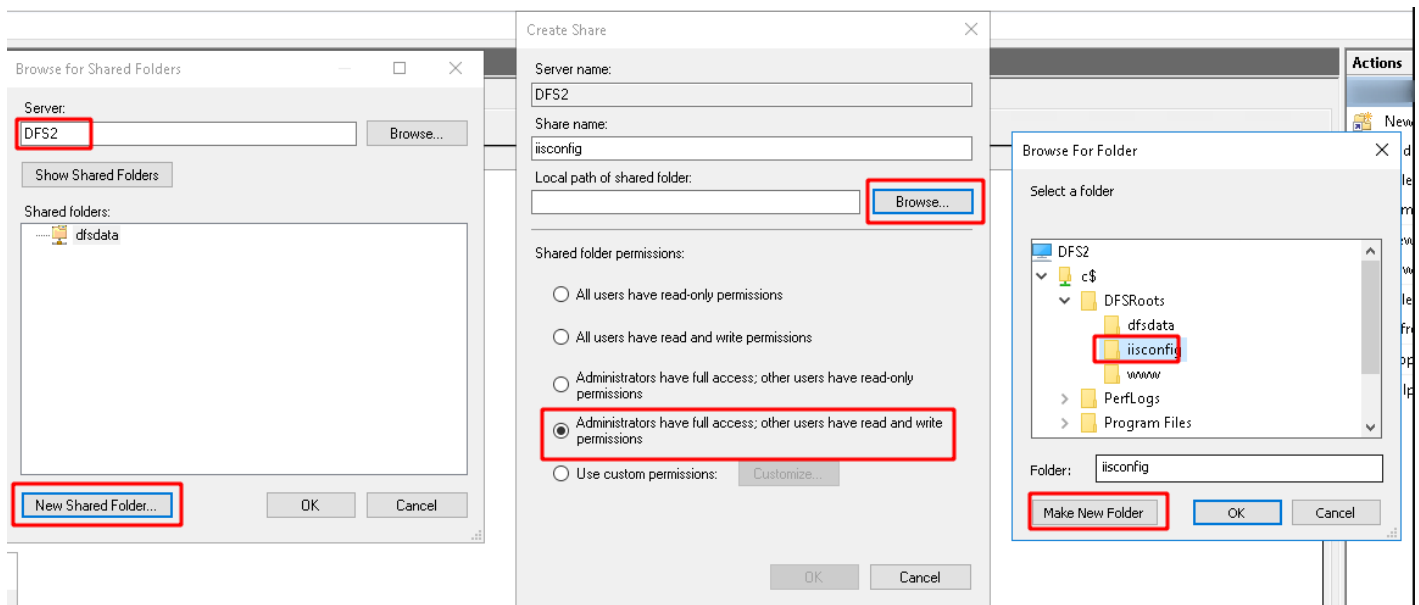 Browse for Shared Folders
Server:
DFS2
Browse...
Show Shared Folders
Shared folders:
dfsdata
New Shared Folder...
OK
Cancel
Create Share
Server name:
DFS2
Share name:
iisconfig
Local path of shared folder:
Browse...
Shared folder permissions:
All users have read-only permissions
All users have read and write permissions
Administrators have full access; other users have read-only
permissions
Administrators have full access; other users have read and write
permissions
Use custom permissions:
Customize...
OK
Cancel
Actions
New
Browse For Folder
Select a folder
DFS2
c$
DFSRoots
dfsdata
iisconfig
www
PerfLogs
Program Files
Folder:
iisconfig
Make New Folder
OK
Cancel